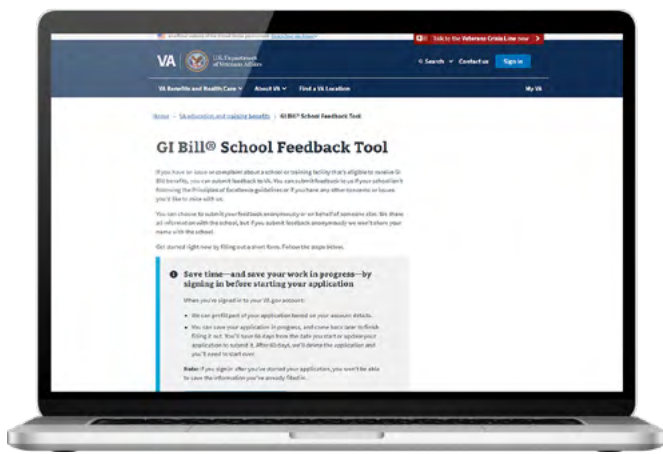 Talk to the Veterans Crisis Line now
VA
U.S. Department
of Veterans Affairs
Search
Contact us
Sign in
VA Benefits and Health Care
About VA
Find a VA Location
My VA
Home
VA education and training benefits
GI Bill® School Feedback Tool
GI Bill® School Feedback Tool
If you have an issue or complaint about a school or training facility that's eligible to receive GI
Bill benefits, you can submit feedback to VA. You can submit feedback to us if your school isn't
following the Principles of Excellence guidelines or if you have any other concerns or issues
you'd like to raise with us.
You can choose to submit your feedback anonymously or on behalf of someone else. We share
all information with the school, but if you submit feedback anonymously we won't share your
name with the school.
Get started right now by filling out a short form. Follow the steps below.
Save time—and save your work in progress—by
signing in before starting your application
When you're signed in to your VA.gov account:
• We can prefill part of your application based on your account details.
• You can save your application in progress, and come back later to finish
filling it out. You'll have 60 days from the date you start or update your
application to submit it. After 60 days, we'll delete the application and
you'll need to start over.
Note: If you sign in after you've started your application, you won't be able
to save the information you've already filled in.